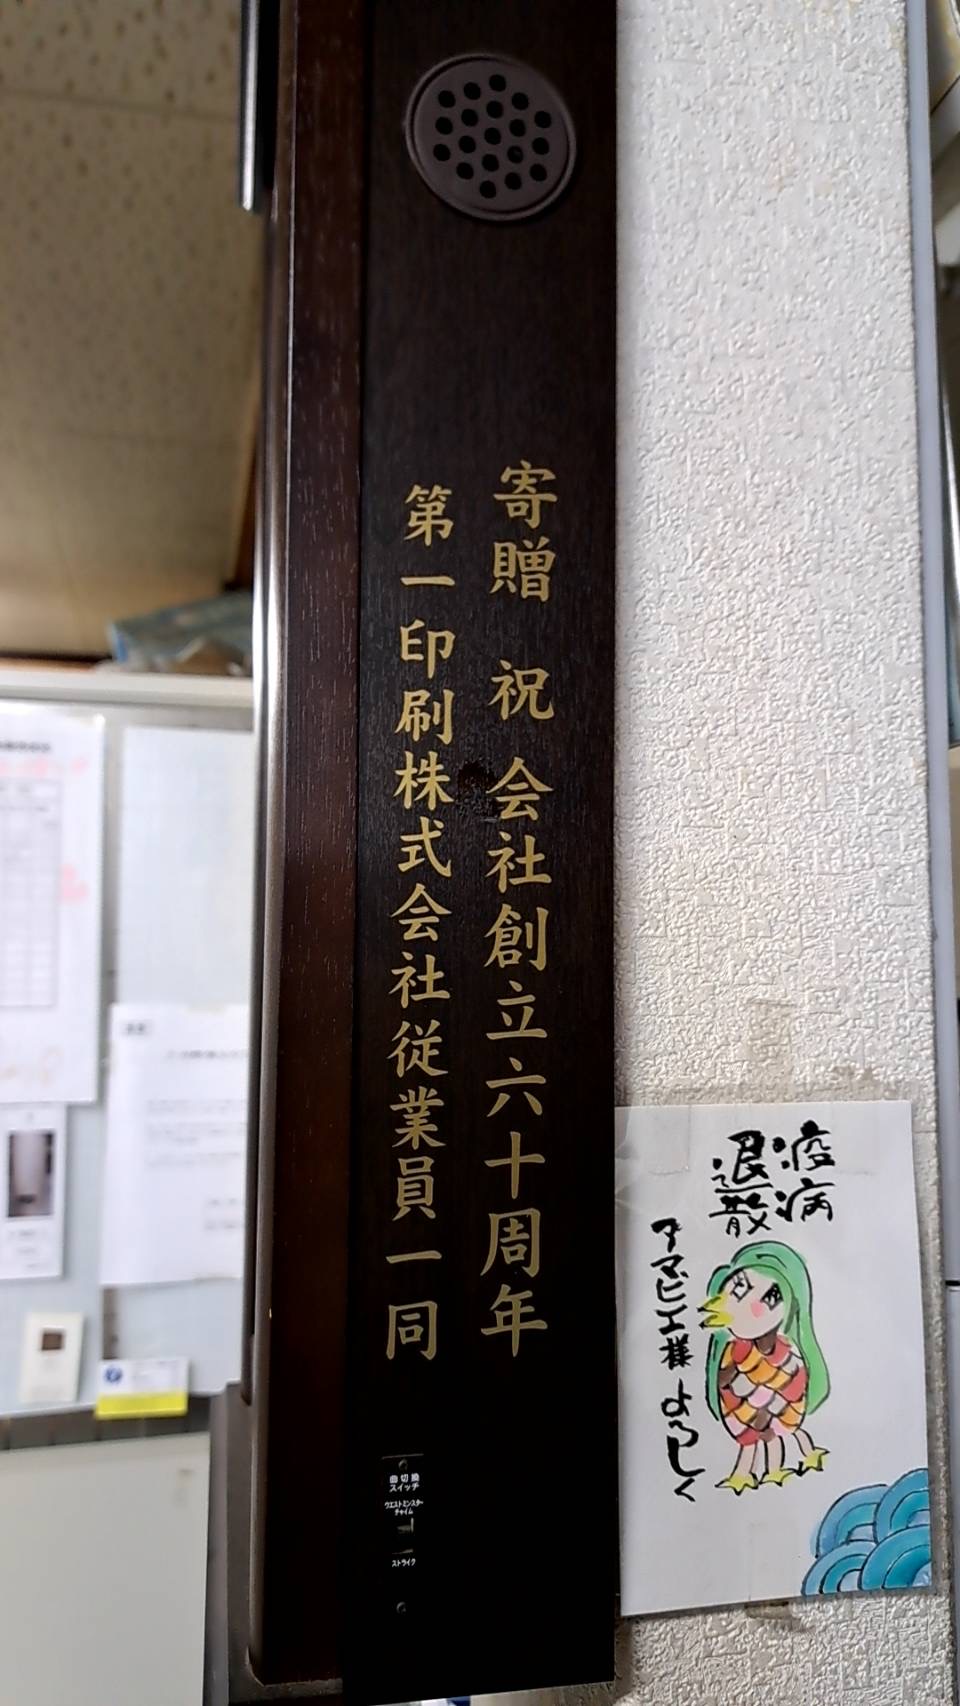 寄贈 祝 会社創立六十周年
第一印刷株式会社従業員一同
曲切換
スイッチ
ウエストミンスター
チャイム
ストライク
疫病
退散
アマビエ様 よろしく